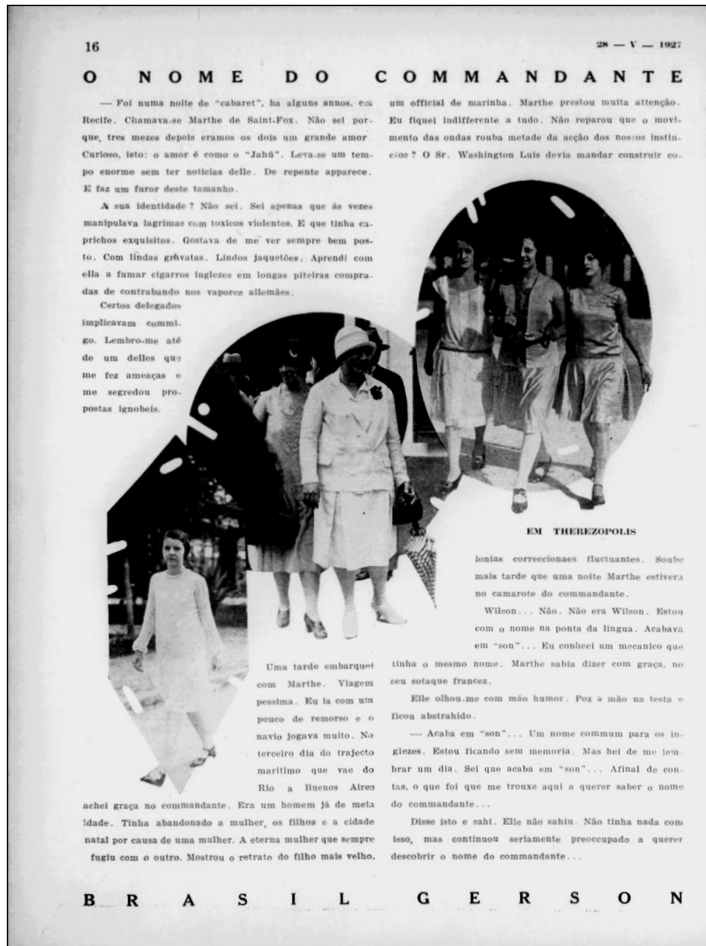 16
28 — V — 1927
O NOME DO COMMANDANTE
— Foi numa noite de "cabaret", ha alguns annos, em
Recife. Chamava-se Marthe de Saint-Fox. Não sei por-
que, tres mezes depois eramos os dois um grande amor
Curioso, isto: o amor é como o "Jahú". Leva-se um tem-
po enorme sem ter noticias delle. De repente apparece.
E faz um furor deste tamanho.
A sua identidade? Não sei. Sei apenas que ás vezes
manipulava lagrimas com toxicos violentos. E que tinha ca-
prichos exquisitos. Gostava de me ver sempre bem pos-
to. Com lindas gravatas. Lindos jaquetões. Aprendi com
ella a fumar cigarros inglezes em longas piteiras compra-
das de contrabando nos vapores allemães.
Certos delegados
implicavam commi-
go. Lembro-me até
de um delles que
me fez ameaças e
me segredou pro-
postas ignobeis.
Uma tarde embarquei
com Marthe. Viagem
pessima. Eu ia com um
pouco de remorso e o
navio jogava muito. No
terceiro dia do trajecto
maritimo que vae do
Rio a Buenos Aires
achei graça no commandante. Era um homem já de meia
idade. Tinha abandonado a mulher, os filhos e a cidade
natal por causa de uma mulher. A eterna mulher que sempre
fugiu com o outro. Mostrou o retrato do filho mais velho,
um official de marinha. Marthe prestou muita attenção.
Eu fiquei indifferente a tudo. Não reparou que o movi-
mento das ondas rouba metade da acção dos nossos instin-
ctos? O Sr. Washington Luis devia mandar construir co-
EM THEREZOPOLIS
lonias correccionaes fluctuantes. Soube
mais tarde que uma noite Marthe estivera
no camarote do commandante.
Wilson... Não. Não era Wilson. Estou
com o nome na ponta da lingua. Acabava
em "son"... Eu conheci um mecanico que
tinha o mesmo nome. Marthe sabia dizer com graça, no
seu sotaque francez.
Elle olhou-me com máo humor. Poz a mão na testa e
ficou abstrahido.
— Acaba em "son"... Um nome commum para os in-
glezes. Estou ficando sem memoria. Mas hei de me lem-
brar um dia. Sei que acaba em "son"... Afinal de con-
tas, o que foi que me trouxe aqui a querer saber o nome
do commandante...
Disse isto e sahi. Elle não sahiu. Não tinha nada com
isso, mas continuou seriamente preoccupado a querer
descobrir o nome do commandante...
BRASIL GERSON